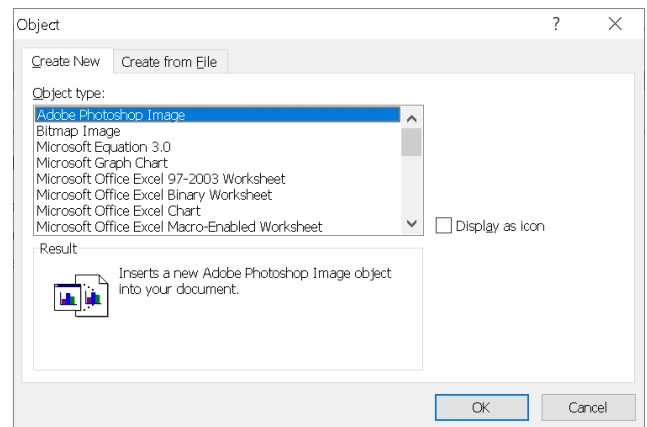 Object
Create New
Create from File
Object type:
Adobe Photoshop Image
Bitmap Image
Microsoft Equation 3.0
Microsoft Graph Chart
Microsoft Office Excel 97-2003 Worksheet
Microsoft Office Excel Binary Worksheet
Microsoft Office Excel Chart
Microsoft Office Excel Macro-Enabled Worksheet
Display as icon
Result
Inserts a new Adobe Photoshop Image object
into your document.
OK
Cancel